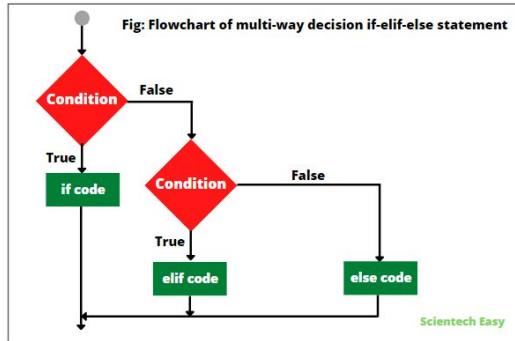 Fig: Flowchart of multi-way decision if-elif-else statement
Condition
False
True
if code
Condition
False
True
elif code
else code
Scientech Easy